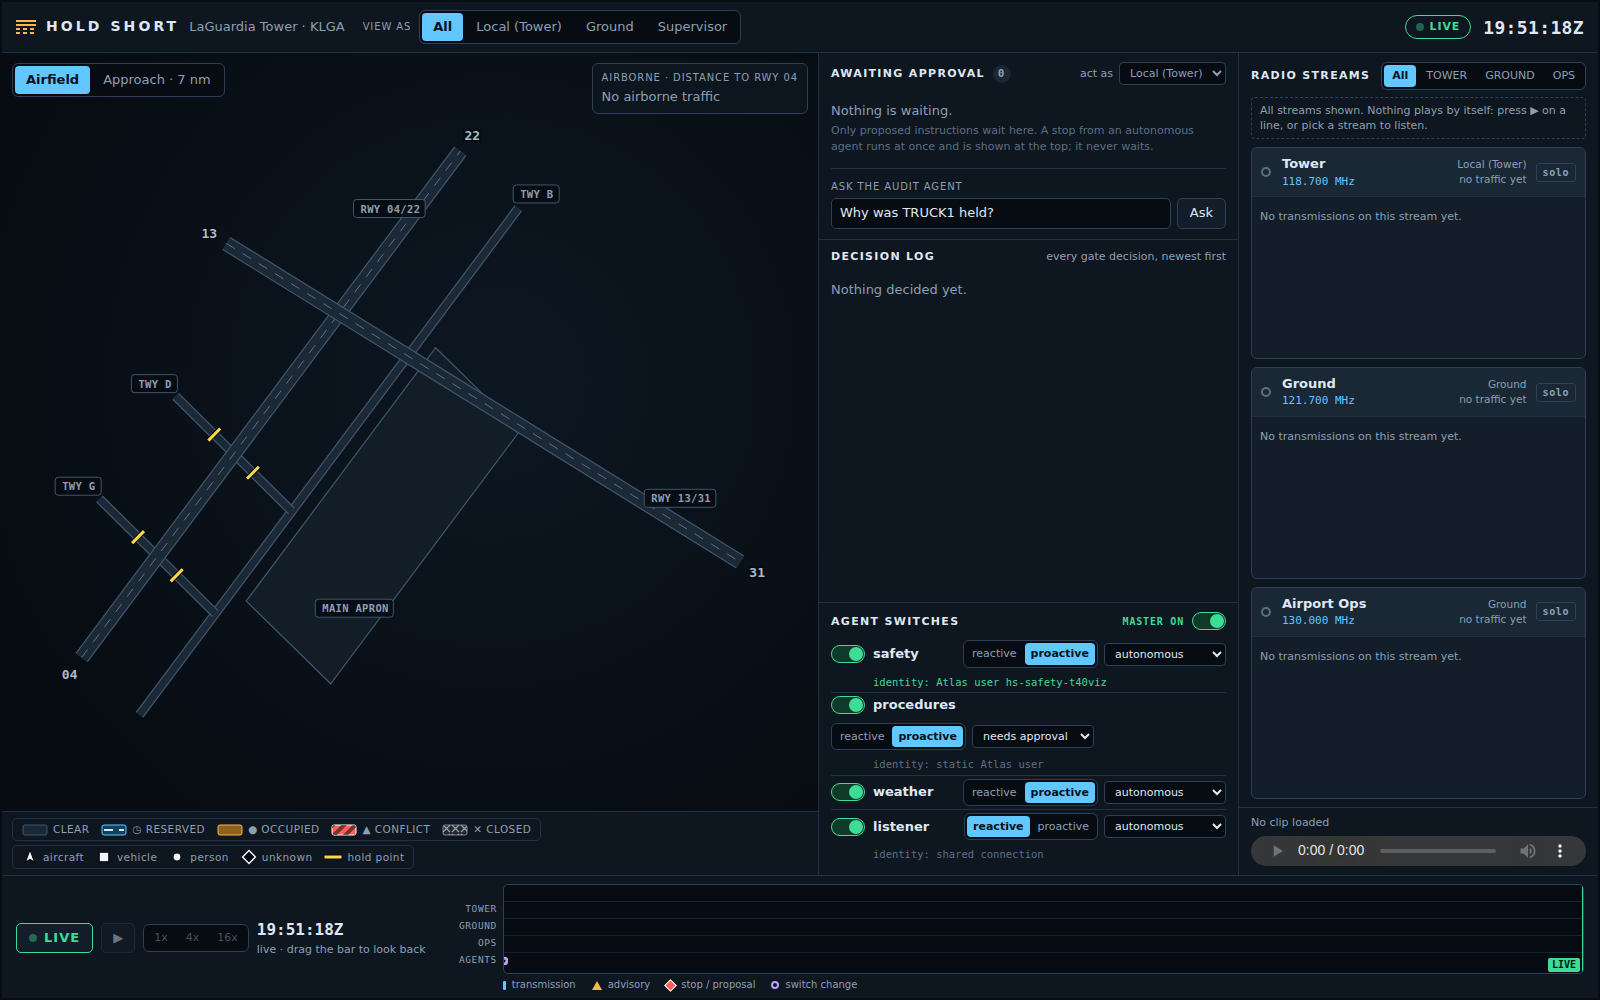 HOLD SHORT LaGuardia Tower · KLGA VIEW AS All Local (Tower) Ground Supervisor LIVE 19:51:18Z
Airfield Approach · 7 nm
AIRBORNE · DISTANCE TO RWY 04
No airborne traffic
22
RWY 04/22
TWY B
13
TWY D
TWY G
RWY 13/31
31
MAIN APRON
04
CLEAR ◷ RESERVED ● OCCUPIED ▲ CONFLICT ✕ CLOSED
aircraft vehicle person unknown hold point
AWAITING APPROVAL 0 act as Local (Tower)
Nothing is waiting.
Only proposed instructions wait here. A stop from an autonomous
agent runs at once and is shown at the top; it never waits.
ASK THE AUDIT AGENT
Why was TRUCK1 held? Ask
DECISION LOG every gate decision, newest first
Nothing decided yet.
AGENT SWITCHES MASTER ON
safety reactive proactive autonomous
identity: Atlas user hs-safety-t40viz
procedures
reactive proactive needs approval
identity: static Atlas user
weather reactive proactive autonomous
listener reactive proactive autonomous
identity: shared connection
RADIO STREAMS All TOWER GROUND OPS
All streams shown. Nothing plays by itself: press ▶ on a
line, or pick a stream to listen.
Tower Local (Tower) solo
118.700 MHz no traffic yet
No transmissions on this stream yet.
Ground Ground solo
121.700 MHz no traffic yet
No transmissions on this stream yet.
Airport Ops Ground solo
130.000 MHz no traffic yet
No transmissions on this stream yet.
No clip loaded
0:00 / 0:00
LIVE ▶ 1x 4x 16x 19:51:18Z
live · drag the bar to look back
TOWER
GROUND
OPS
AGENTS
LIVE
transmission advisory stop / proposal switch change